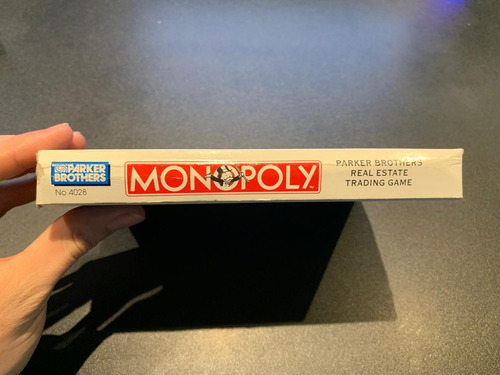 PARKER
BROTHERS
No.4028
MONOPOLY
PARKER BROTHERS
REAL ESTATE
TRADING GAME